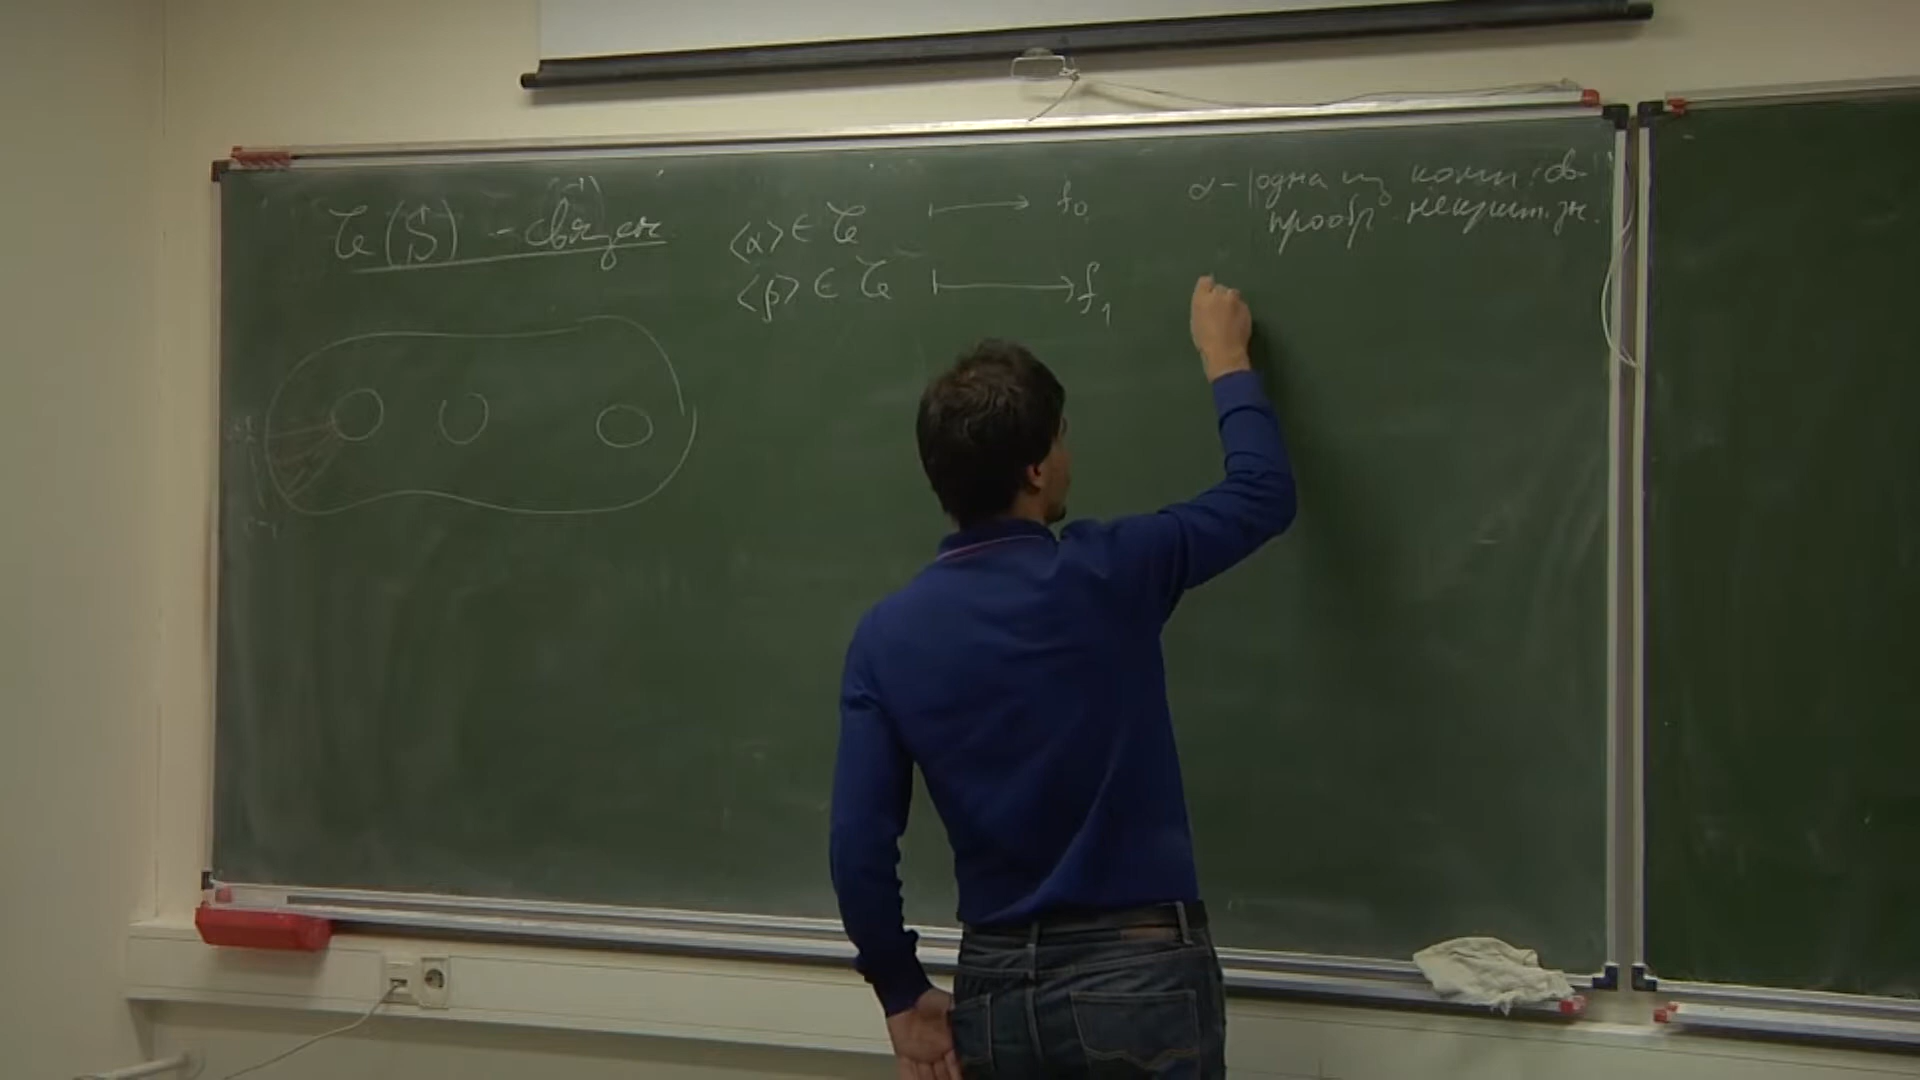 𝒞(S) - связен
⟨α⟩ ∈ 𝒞 ⟼ f₀
⟨β⟩ ∈ 𝒞 ⟼ f₁
α - одна из комп. св-
прообр. некрит. зн.